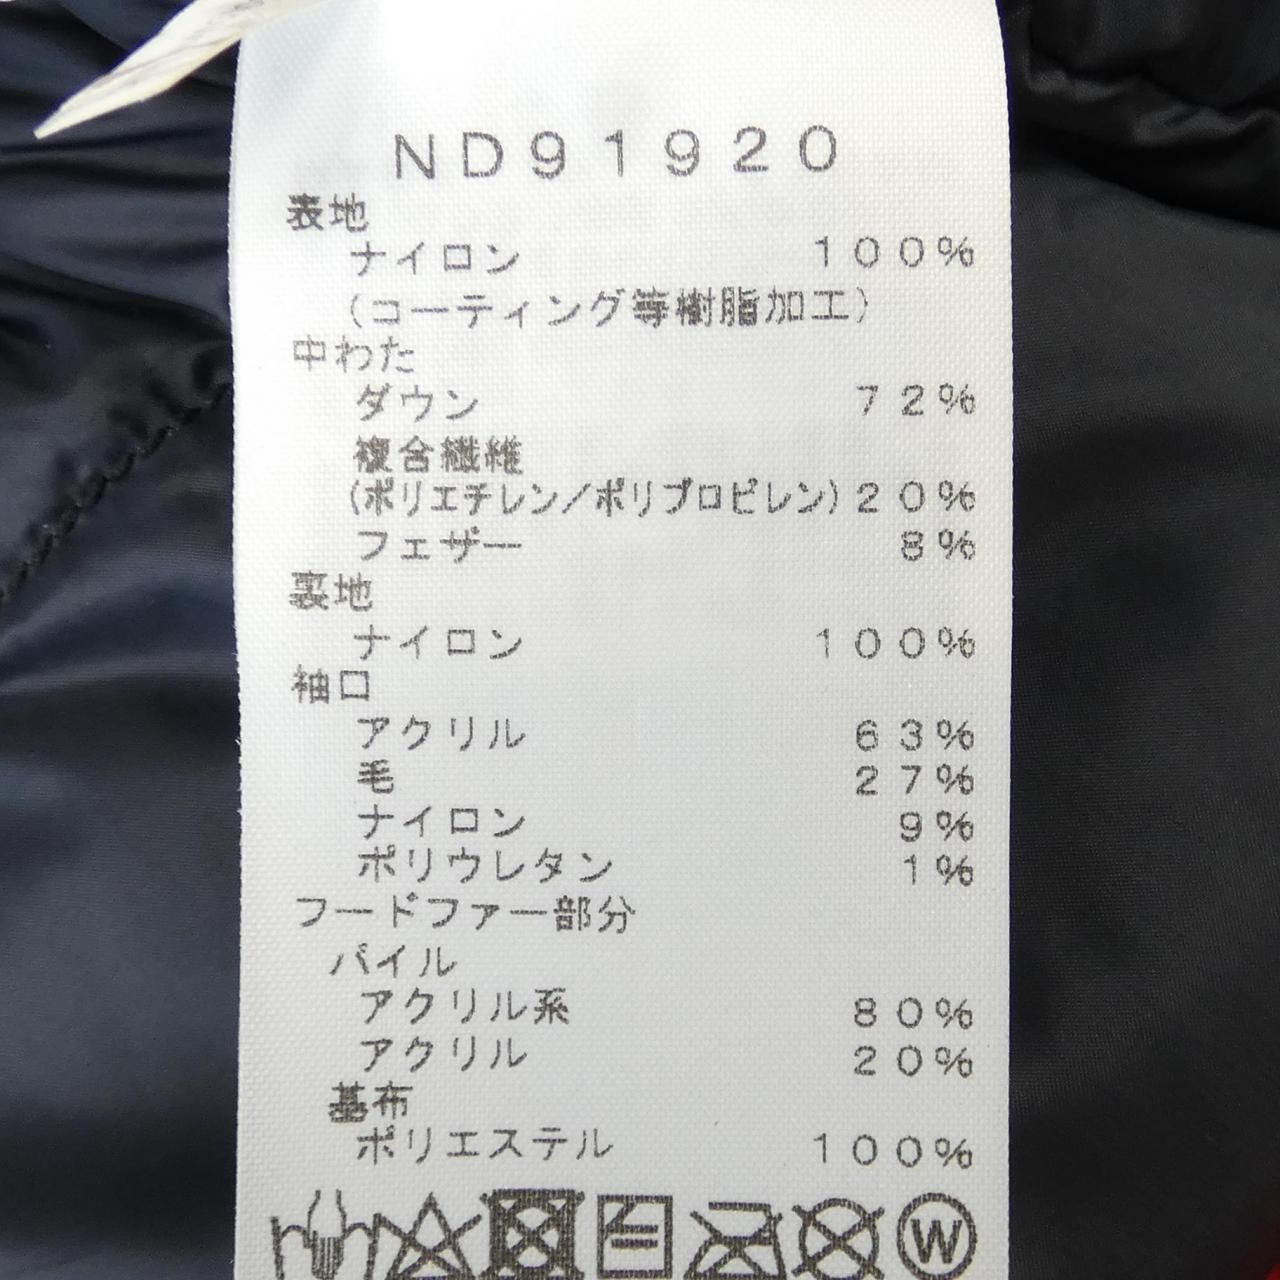 ND91920
表地
ナイロン 100%
(コーティング等樹脂加工)
中わた
ダウン 72%
複合繊維
(ポリエチレン/ポリプロピレン) 20%
フェザー 8%
裏地
ナイロン 100%
袖口
アクリル 63%
毛 27%
ナイロン 9%
ポリウレタン 1%
フードファー部分
パイル
アクリル系 80%
アクリル 20%
基布
ポリエステル 100%
W